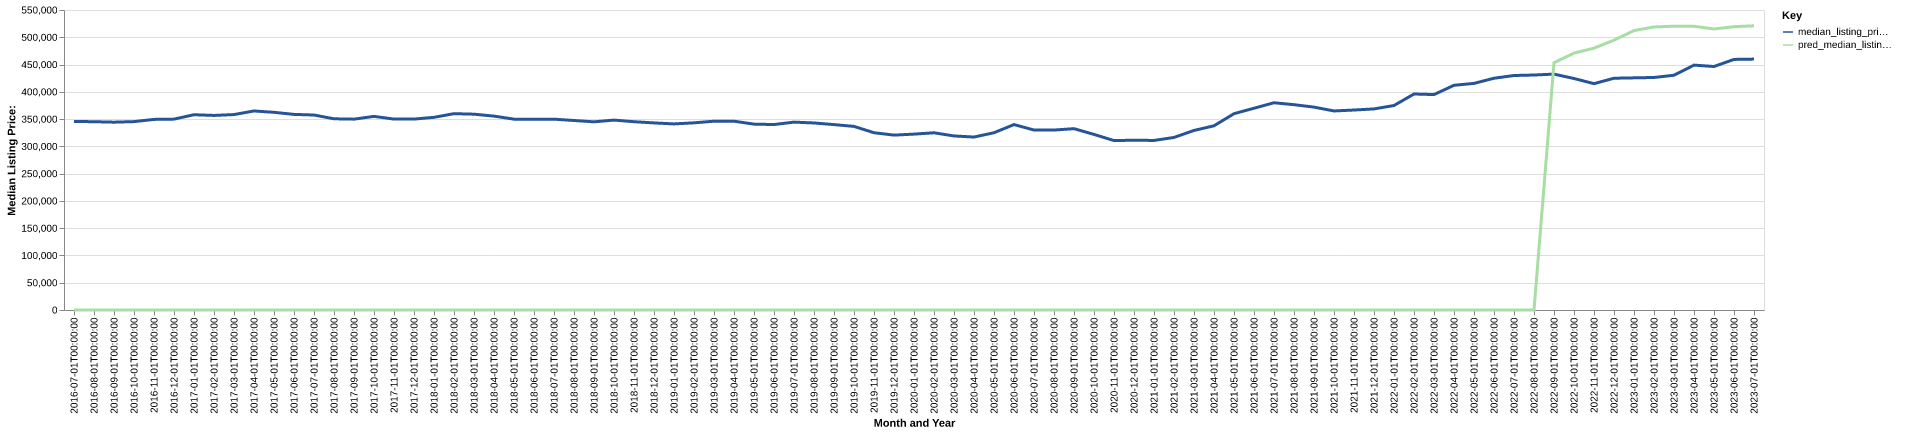 550,000
500,000
450,000
400,000
350,000
300,000
250,000
200,000
150,000
100,000
50,000
0
Median Listing Price:
2016-07-01T00:00:00
2016-08-01T00:00:00
2016-09-01T00:00:00
2016-10-01T00:00:00
2016-11-01T00:00:00
2016-12-01T00:00:00
2017-01-01T00:00:00
2017-02-01T00:00:00
2017-03-01T00:00:00
2017-04-01T00:00:00
2017-05-01T00:00:00
2017-06-01T00:00:00
2017-07-01T00:00:00
2017-08-01T00:00:00
2017-09-01T00:00:00
2017-10-01T00:00:00
2017-11-01T00:00:00
2017-12-01T00:00:00
2018-01-01T00:00:00
2018-02-01T00:00:00
2018-03-01T00:00:00
2018-04-01T00:00:00
2018-05-01T00:00:00
2018-06-01T00:00:00
2018-07-01T00:00:00
2018-08-01T00:00:00
2018-09-01T00:00:00
2018-10-01T00:00:00
2018-11-01T00:00:00
2018-12-01T00:00:00
2019-01-01T00:00:00
2019-02-01T00:00:00
2019-03-01T00:00:00
2019-04-01T00:00:00
2019-05-01T00:00:00
2019-06-01T00:00:00
2019-07-01T00:00:00
2019-08-01T00:00:00
2019-09-01T00:00:00
2019-10-01T00:00:00
2019-11-01T00:00:00
2019-12-01T00:00:00
2020-01-01T00:00:00
2020-02-01T00:00:00
2020-03-01T00:00:00
2020-04-01T00:00:00
2020-05-01T00:00:00
2020-06-01T00:00:00
2020-07-01T00:00:00
2020-08-01T00:00:00
2020-09-01T00:00:00
2020-10-01T00:00:00
2020-11-01T00:00:00
2020-12-01T00:00:00
2021-01-01T00:00:00
2021-02-01T00:00:00
2021-03-01T00:00:00
2021-04-01T00:00:00
2021-05-01T00:00:00
2021-06-01T00:00:00
2021-07-01T00:00:00
2021-08-01T00:00:00
2021-09-01T00:00:00
2021-10-01T00:00:00
2021-11-01T00:00:00
2021-12-01T00:00:00
2022-01-01T00:00:00
2022-02-01T00:00:00
2022-03-01T00:00:00
2022-04-01T00:00:00
2022-05-01T00:00:00
2022-06-01T00:00:00
2022-07-01T00:00:00
2022-08-01T00:00:00
2022-09-01T00:00:00
2022-10-01T00:00:00
2022-11-01T00:00:00
2022-12-01T00:00:00
2023-01-01T00:00:00
2023-02-01T00:00:00
2023-03-01T00:00:00
2023-04-01T00:00:00
2023-05-01T00:00:00
2023-06-01T00:00:00
2023-07-01T00:00:00
Month and Year
Key
median_listing_pri…
pred_median_listin…